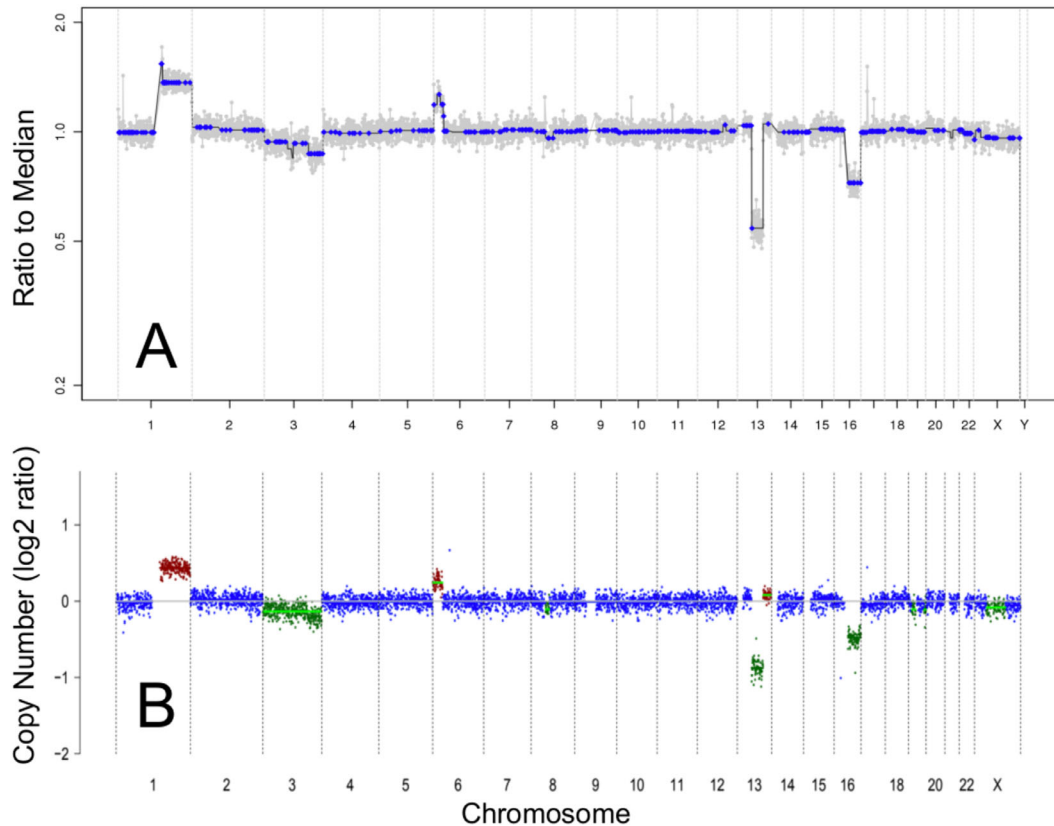 Ratio to Median
2.0
1.0
0.5
0.2
A
1 2 3 4 5 6 7 8 9 10 11 12 13 14 15 16 18 20 22 X Y
Copy Number (log2 ratio)
1
0
−1
−2
B
1 2 3 4 5 6 7 8 9 10 11 12 13 14 15 16 18 20 22 X
Chromosome